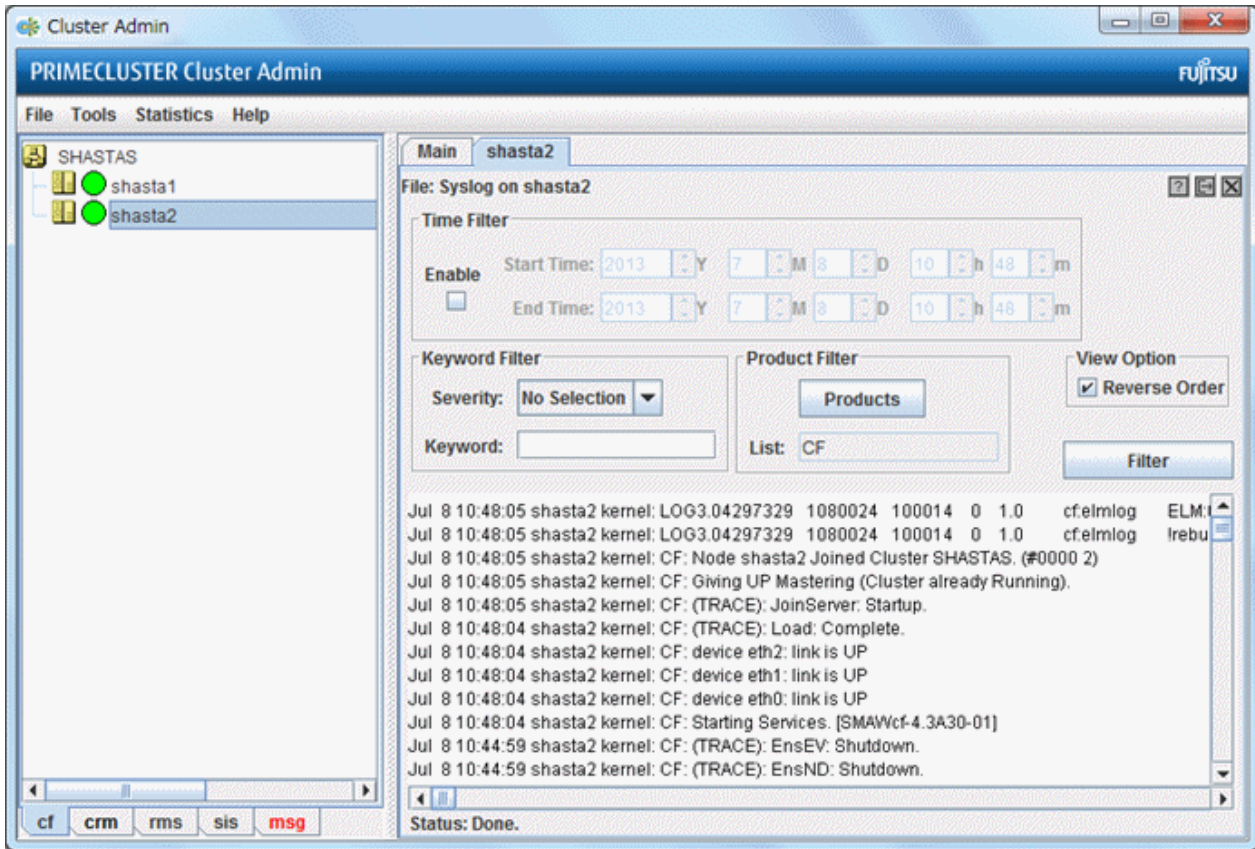 Cluster Admin
PRIMECLUSTER Cluster Admin
FUJITSU
File Tools Statistics Help
SHASTAS
shasta1
shasta2
cf crm rms sis msg
Main shasta2
File: Syslog on shasta2
Time Filter
Enable
Start Time: 2013 Y 7 M 8 D 10 h 48 m
End Time: 2013 Y 7 M 8 D 10 h 48 m
Keyword Filter
Severity: No Selection
Keyword:
Product Filter
Products
List: CF
View Option
Reverse Order
Filter
Jul 8 10:48:05 shasta2 kernel: LOG3.04297329 1080024 100014 0 1.0 cf:elmlog ELM:
Jul 8 10:48:05 shasta2 kernel: LOG3.04297329 1080024 100014 0 1.0 cf:elmlog !rebu
Jul 8 10:48:05 shasta2 kernel: CF: Node shasta2 Joined Cluster SHASTAS. (#0000 2)
Jul 8 10:48:05 shasta2 kernel: CF: Giving UP Mastering (Cluster already Running).
Jul 8 10:48:05 shasta2 kernel: CF: (TRACE): JoinServer: Startup.
Jul 8 10:48:04 shasta2 kernel: CF: (TRACE): Load: Complete.
Jul 8 10:48:04 shasta2 kernel: CF: device eth2: link is UP
Jul 8 10:48:04 shasta2 kernel: CF: device eth1: link is UP
Jul 8 10:48:04 shasta2 kernel: CF: device eth0: link is UP
Jul 8 10:48:04 shasta2 kernel: CF: Starting Services. [SMAWcf-4.3A30-01]
Jul 8 10:44:59 shasta2 kernel: CF: (TRACE): EnsEV: Shutdown.
Jul 8 10:44:59 shasta2 kernel: CF: (TRACE): EnsND: Shutdown.
Status: Done.